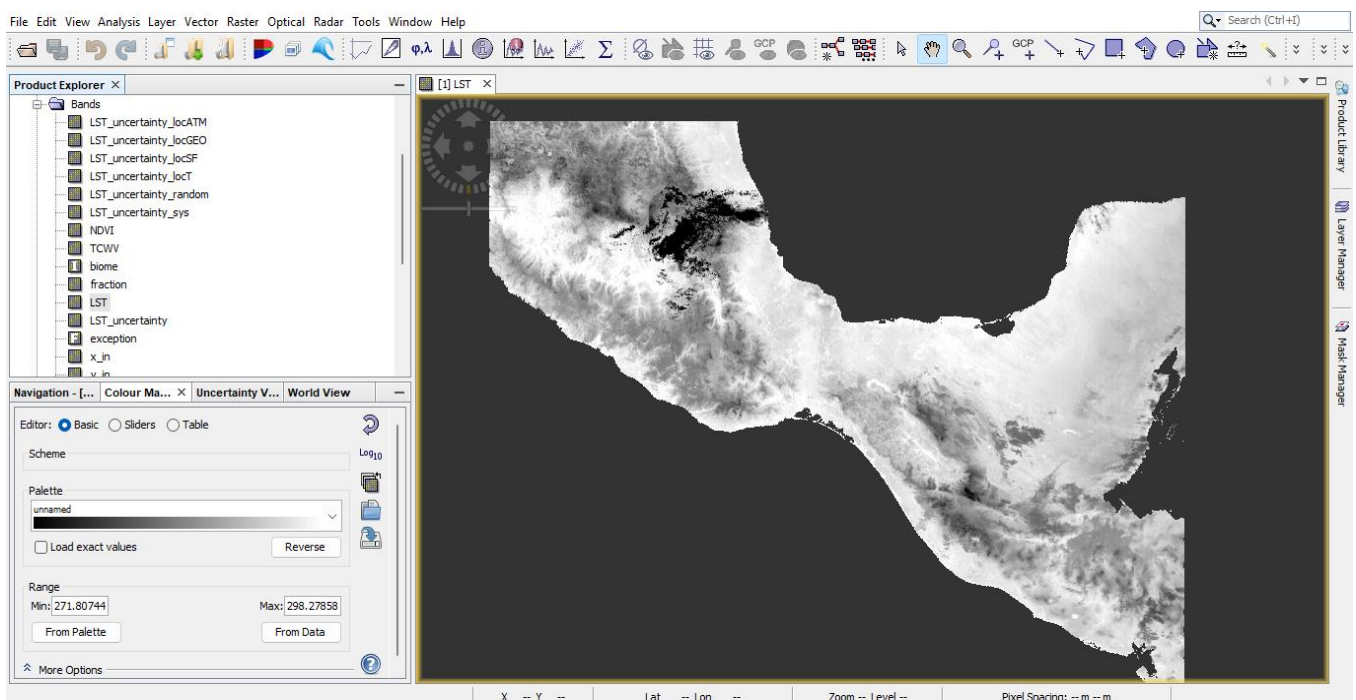 File Edit View Analysis Layer Vector Raster Optical Radar Tools Window Help
Search (Ctrl+I)
φ,λ GCP GCP
Product Explorer
[1] LST
Bands
LST_uncertainty_locATM
LST_uncertainty_locGEO
LST_uncertainty_locSF
LST_uncertainty_locT
LST_uncertainty_random
LST_uncertainty_sys
NDVI
TCWV
biome
fraction
LST
LST_uncertainty
exception
x_in
y_in
Navigation - [... Colour Ma... Uncertainty V... World View
Editor: Basic Sliders Table
Scheme
Log10
Palette
unnamed
Load exact values Reverse
Range
Min: 271.80744 Max: 298.27858
From Palette From Data
More Options
Product Library
Layer Manager
Mask Manager
X -- Y -- Lat -- Lon -- Zoom -- Level -- Pixel Spacing: -- m -- m